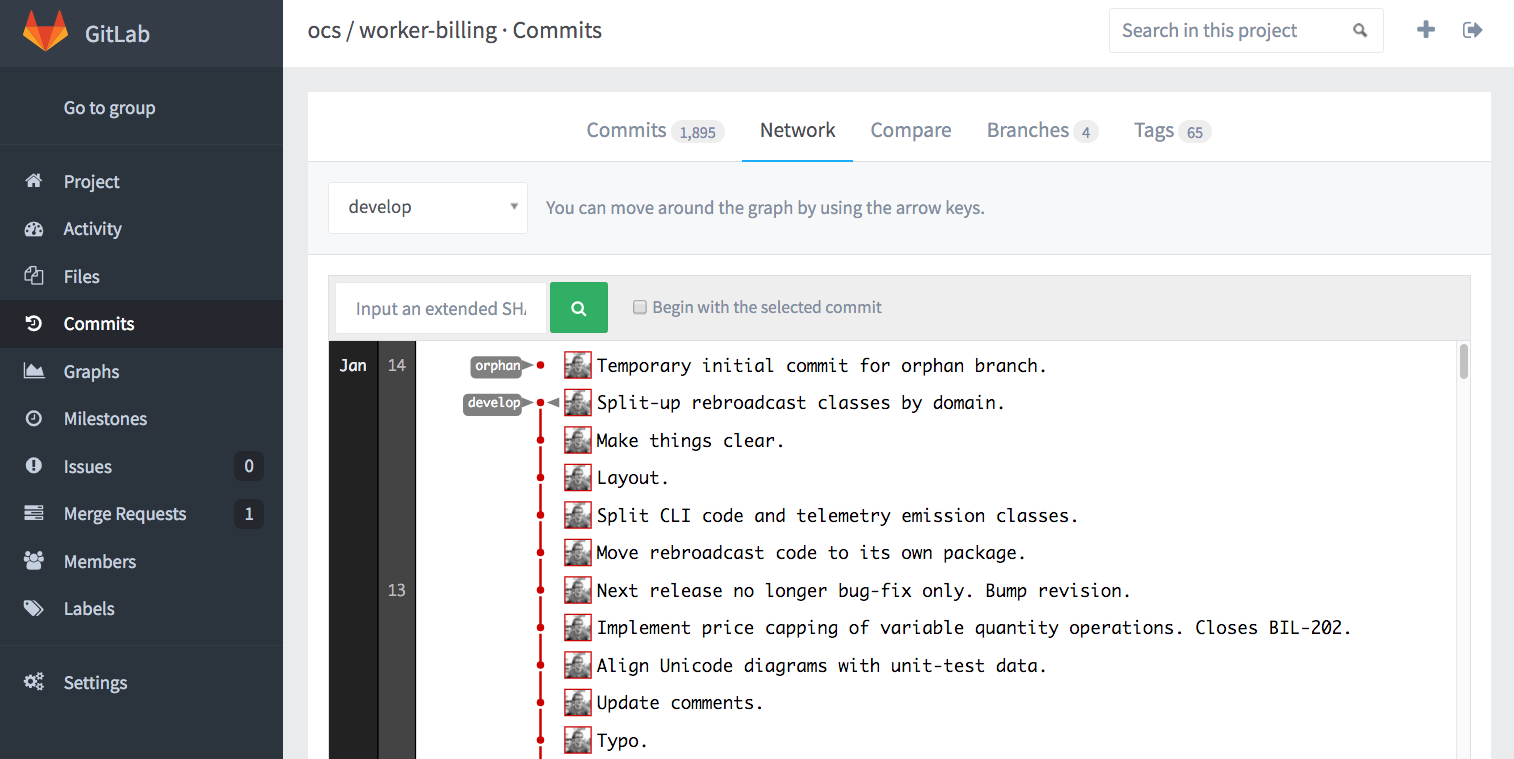 GitLab
ocs / worker-billing · Commits
Search in this project
Go to group
Project
Activity
Files
Commits
Graphs
Milestones
Issues 0
Merge Requests 1
Members
Labels
Settings
Commits 1,895 Network Compare Branches 4 Tags 65
develop You can move around the graph by using the arrow keys.
Input an extended SHA Begin with the selected commit
Jan 14 orphan Temporary initial commit for orphan branch.
develop Split-up rebroadcast classes by domain.
Make things clear.
Layout.
Split CLI code and telemetry emission classes.
Move rebroadcast code to its own package.
13 Next release no longer bug-fix only. Bump revision.
Implement price capping of variable quantity operations. Closes BIL-202.
Align Unicode diagrams with unit-test data.
Update comments.
Typo.